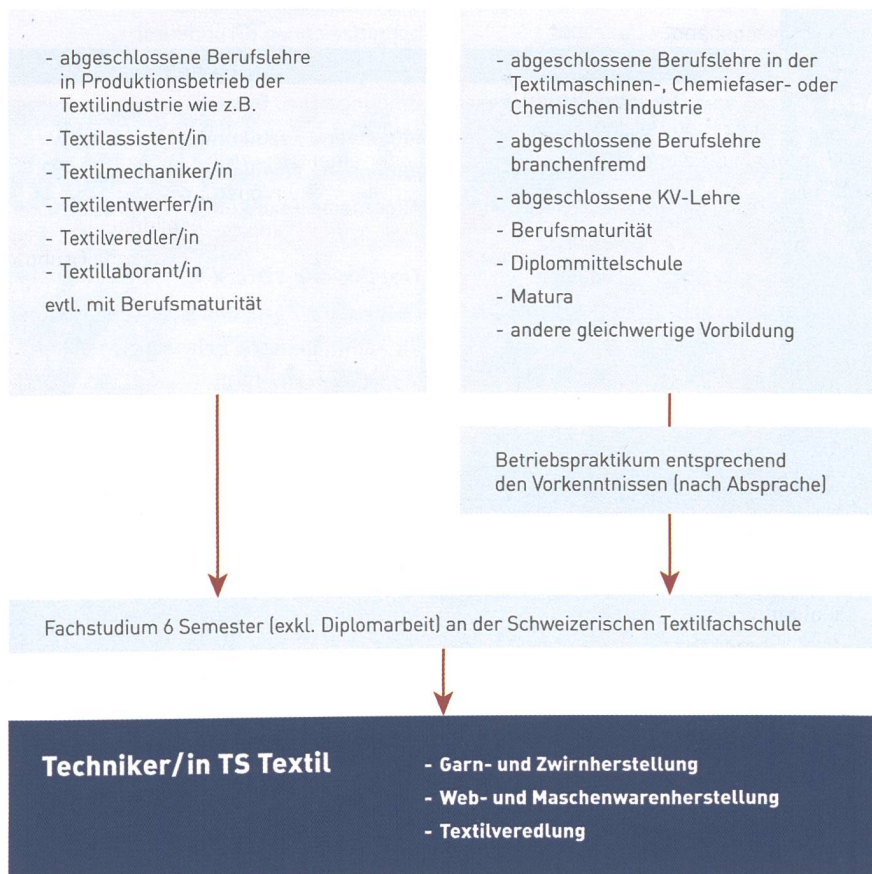 - abgeschlossene Berufslehre
in Produktionsbetrieb der
Textilindustrie wie z.B.
- Textilassistent/in
- Textilmechaniker/in
- Textilentwerfer/in
- Textilveredler/in
- Textillaborant/in
evtl. mit Berufsmaturität
- abgeschlossene Berufslehre in der
Textilmaschinen-, Chemiefaser- oder
Chemischen Industrie
- abgeschlossene Berufslehre
branchenfremd
- abgeschlossene KV-Lehre
- Berufsmaturität
- Diplommittelschule
- Matura
- andere gleichwertige Vorbildung
Betriebspraktikum entsprechend
den Vorkenntnissen (nach Absprache)
Fachstudium 6 Semester (exkl. Diplomarbeit) an der Schweizerischen Textilfachschule
Techniker/in TS Textil
- Garn- und Zwirnherstellung
- Web- und Maschenwarenherstellung
- Textilveredlung